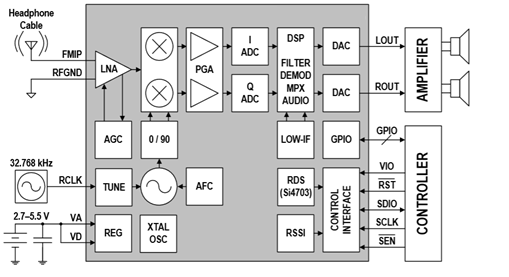 Headphone
Cable
FMIP
RFGND
LNA
PGA
I
ADC
Q
ADC
DSP
FILTER
DEMOD
MPX
AUDIO
DAC
DAC
LOUT
ROUT
AMPLIFIER
AGC
0 / 90
LOW-IF
GPIO
GPIO
32.768 kHz
RCLK
TUNE
AFC
RDS
(Si4703)
CONTROL
INTERFACE
VIO
RST
SDIO
SCLK
SEN
CONTROLLER
2.7–5.5 V
VA
VD
REG
XTAL
OSC
RSSI